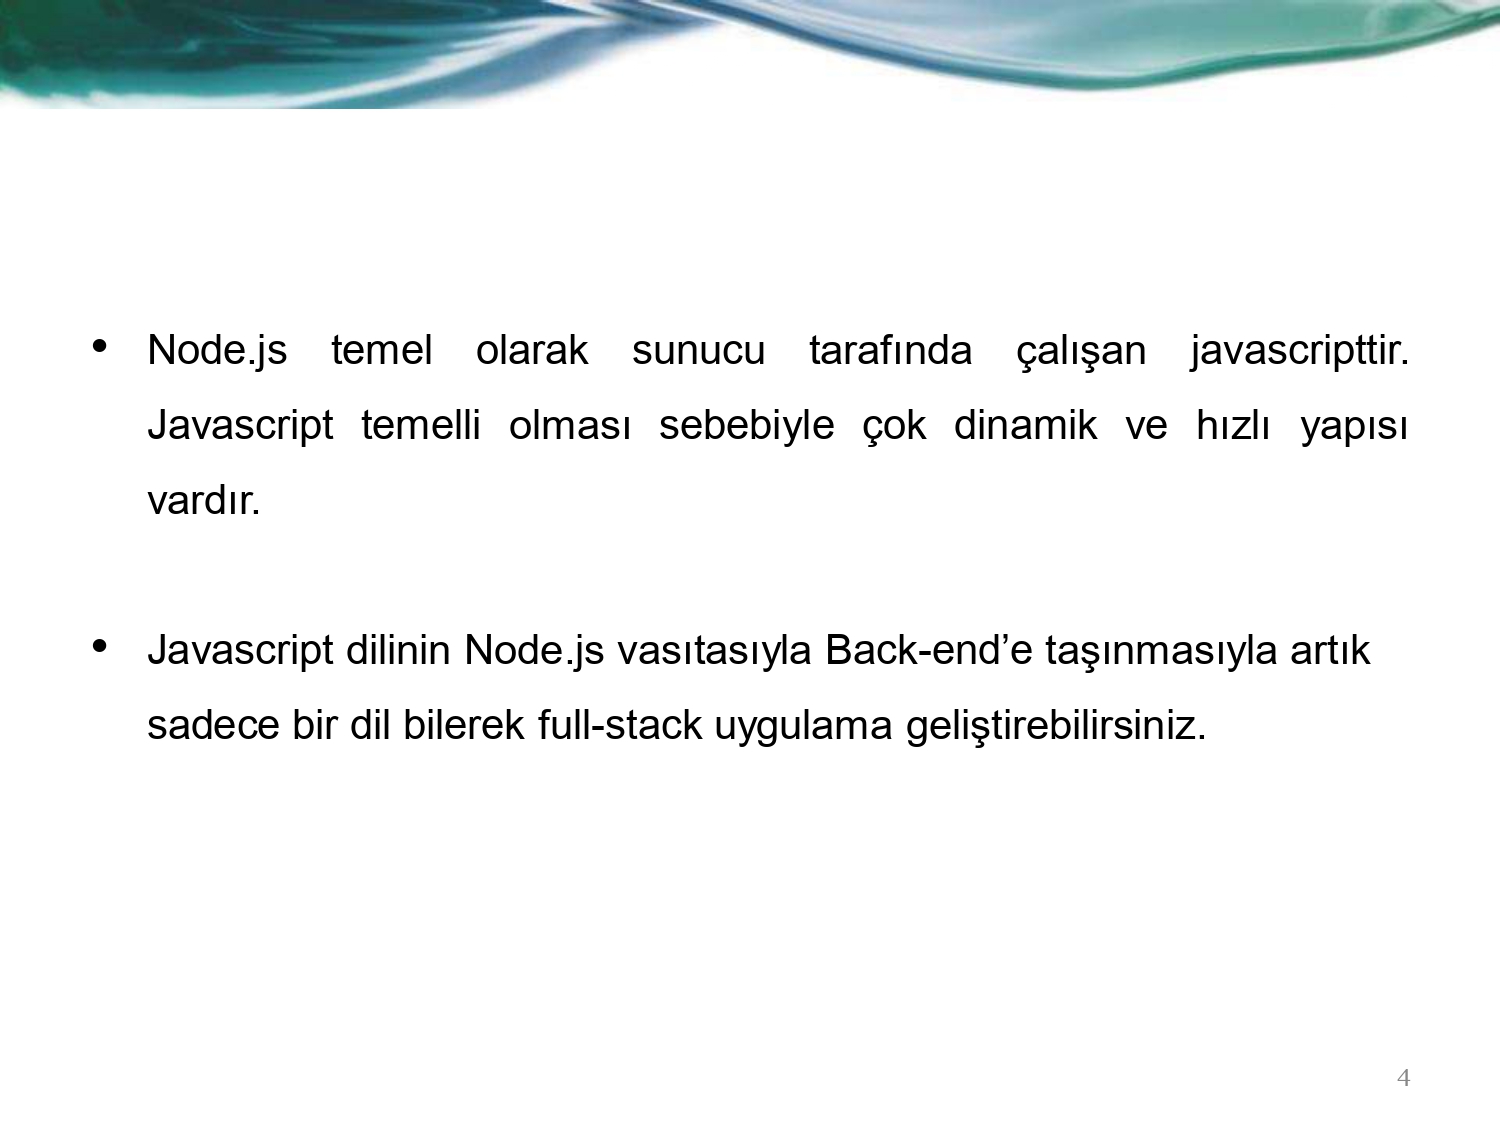 • Node.js temel olarak sunucu tarafında çalışan javascripttir.
Javascript temelli olması sebebiyle çok dinamik ve hızlı yapısı
vardır.
• Javascript dilinin Node.js vasıtasıyla Back-end’e taşınmasıyla artık
sadece bir dil bilerek full-stack uygulama geliştirebilirsiniz.
4